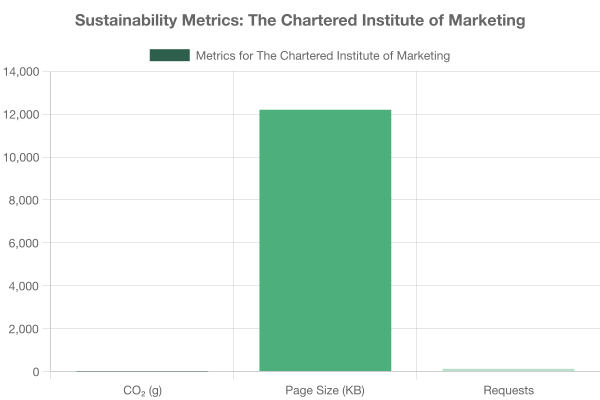 Sustainability Metrics: The Chartered Institute of Marketing
Metrics for The Chartered Institute of Marketing
14,000
12,000
10,000
8,000
6,000
4,000
2,000
0
CO₂ (g)
Page Size (KB)
Requests